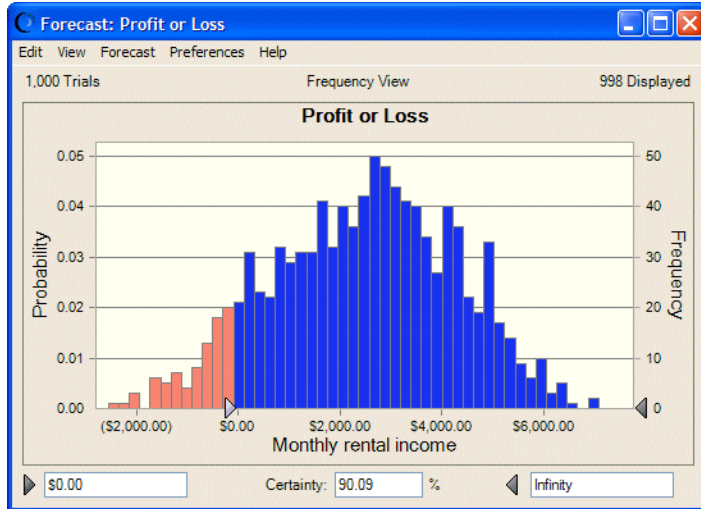 Forecast: Profit or Loss
Edit View Forecast Preferences Help
1,000 Trials Frequency View 998 Displayed
Profit or Loss
0.05 50
0.04 40
0.03 30
0.02 20
0.01 10
0.00 0
Probability
Frequency
($2,000.00) $0.00 $2,000.00 $4,000.00 $6,000.00
Monthly rental income
$0.00 Certainty: 90.09 % Infinity